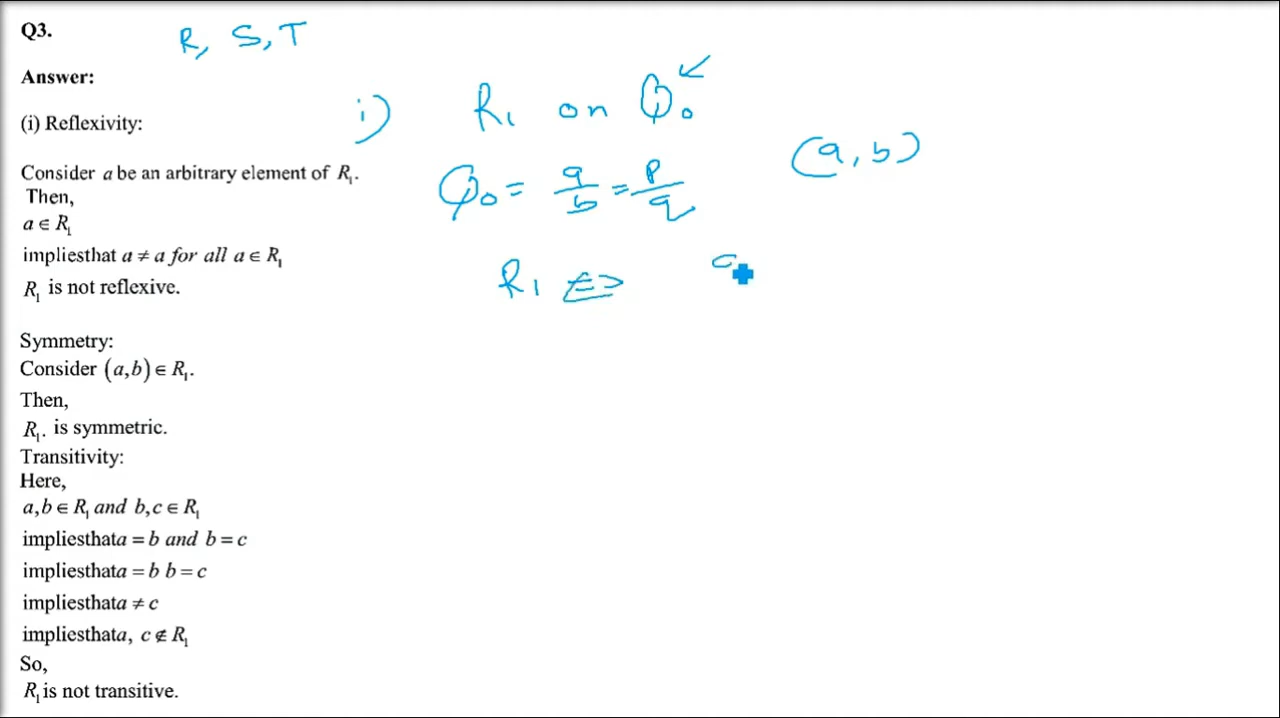 Q3.
R, S, T
Answer:
i) R₁ on Q₀
(i) Reflexivity:
(a, b)
Consider a be an arbitrary element of R₁.
Q₀ = a/b = p/q
Then,
a ∈ R₁
impliesthat a ≠ a for all a ∈ R₁
R₁ ⇔
R₁ is not reflexive.
Symmetry:
Consider (a,b) ∈ R₁.
Then,
R₁. is symmetric.
Transitivity:
Here,
a,b ∈ R₁ and b,c ∈ R₁
impliesthata = b and b = c
impliesthata = b b = c
impliesthata ≠ c
impliesthata, c ∉ R₁
So,
R₁ is not transitive.